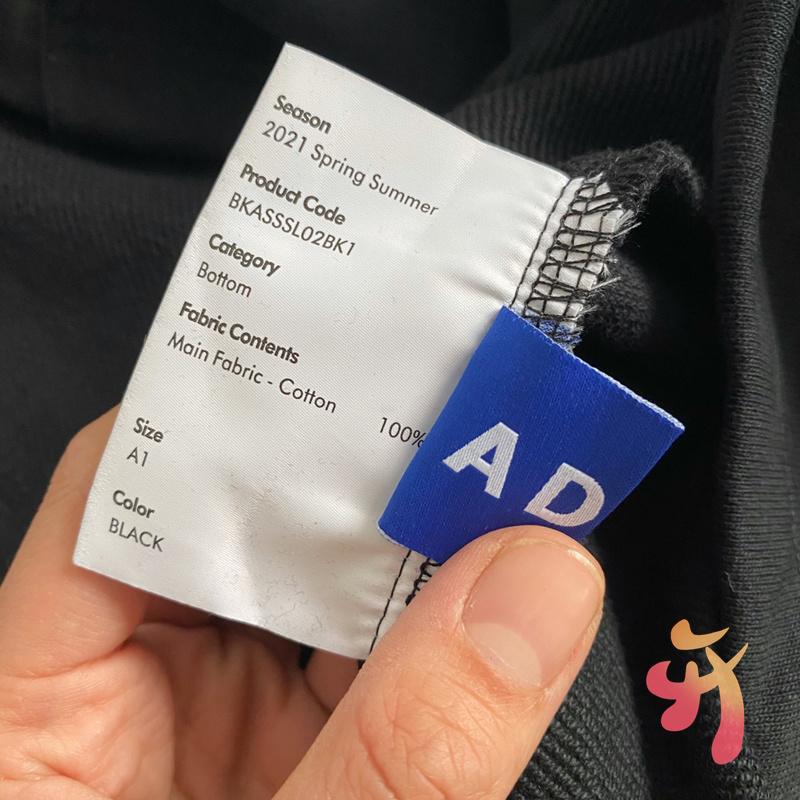 Season
2021 Spring Summer
Product Code
BKASSSL02BK1
Category
Bottom
Fabric Contents
Main Fabric - Cotton 100%
Size
A1
Color
BLACK
AD